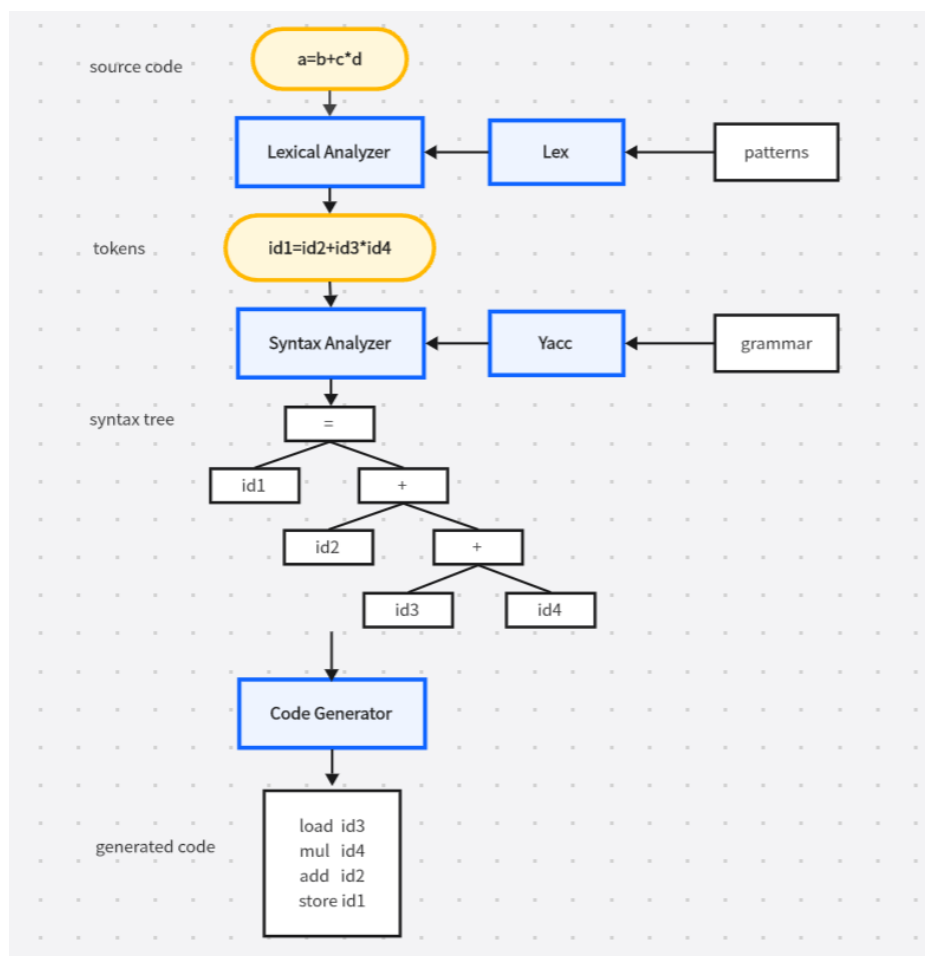 source code
a=b+c*d
Lexical Analyzer
Lex
patterns
tokens
id1=id2+id3*id4
Syntax Analyzer
Yacc
grammar
syntax tree
=
id1
+
id2
+
id3
id4
Code Generator
generated code
load id3
mul id4
add id2
store id1